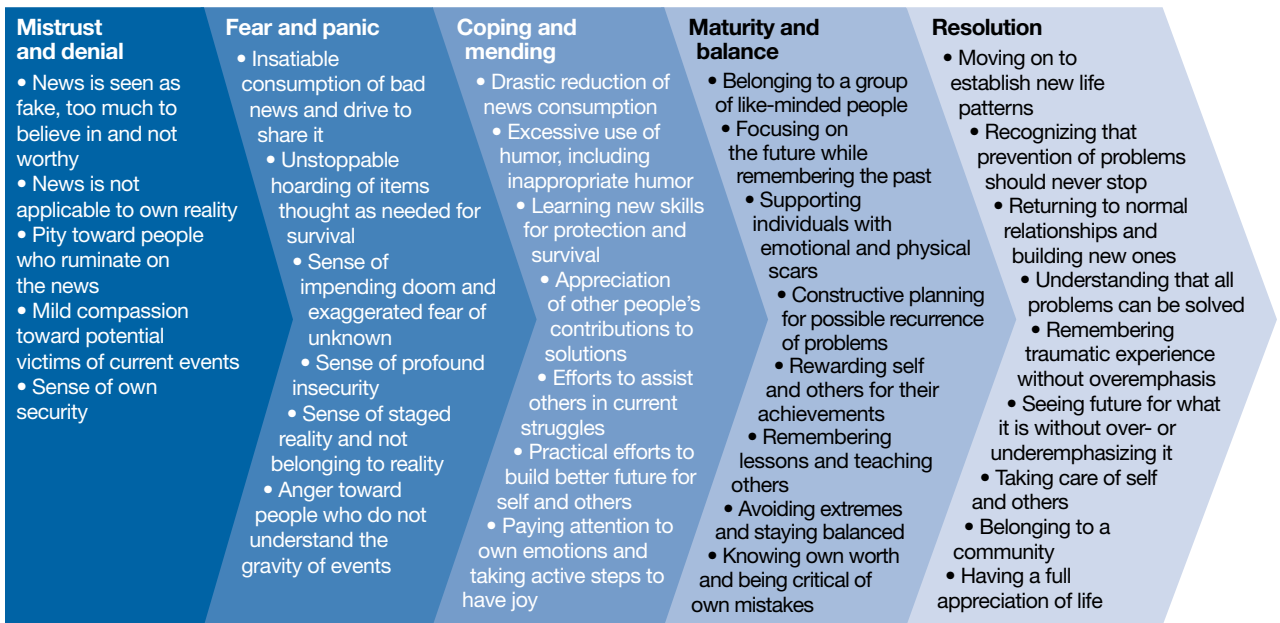 Mistrust
and denial
• News is seen as
fake, too much to
believe in and not
worthy
• News is not
applicable to own reality
• Pity toward people
who ruminate on
the news
• Mild compassion
toward potential
victims of current events
• Sense of own
security
Fear and panic
• Insatiable
consumption of bad
news and drive to
share it
• Unstoppable
hoarding of items
thought as needed for
survival
• Sense of
impending doom and
exaggerated fear of
unknown
• Sense of profound
insecurity
• Sense of staged
reality and not
belonging to reality
• Anger toward
people who do not
understand the
gravity of events
Coping and
mending
• Drastic reduction of
news consumption
• Excessive use of
humor, including
inappropriate humor
• Learning new skills
for protection and
survival
• Appreciation
of other people’s
contributions to
solutions
• Efforts to assist
others in current
struggles
• Practical efforts to
build better future for
self and others
• Paying attention to
own emotions and
taking active steps to
have joy
Maturity and
balance
• Belonging to a group
of like-minded people
• Focusing on
the future while
remembering the past
• Supporting
individuals with
emotional and physical
scars
• Constructive planning
for possible recurrence
of problems
• Rewarding self
and others for their
achievements
• Remembering
lessons and teaching
others
• Avoiding extremes
and staying balanced
• Knowing own worth
and being critical of
own mistakes
Resolution
• Moving on to
establish new life
patterns
• Recognizing that
prevention of problems
should never stop
• Returning to normal
relationships and
building new ones
• Understanding that all
problems can be solved
• Remembering
traumatic experience
without overemphasis
• Seeing future for what
it is without over- or
underemphasizing it
• Taking care of self
and others
• Belonging to a
community
• Having a full
appreciation of life